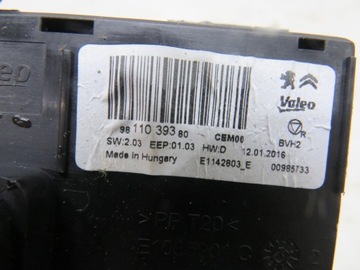 Valeo
98 110 393 80 CEM00 BVH2
SW:2.03 EEP:01.03 HW:D 12.01.2016
Made in Hungary E1142803_E 00985733
>PP T20<